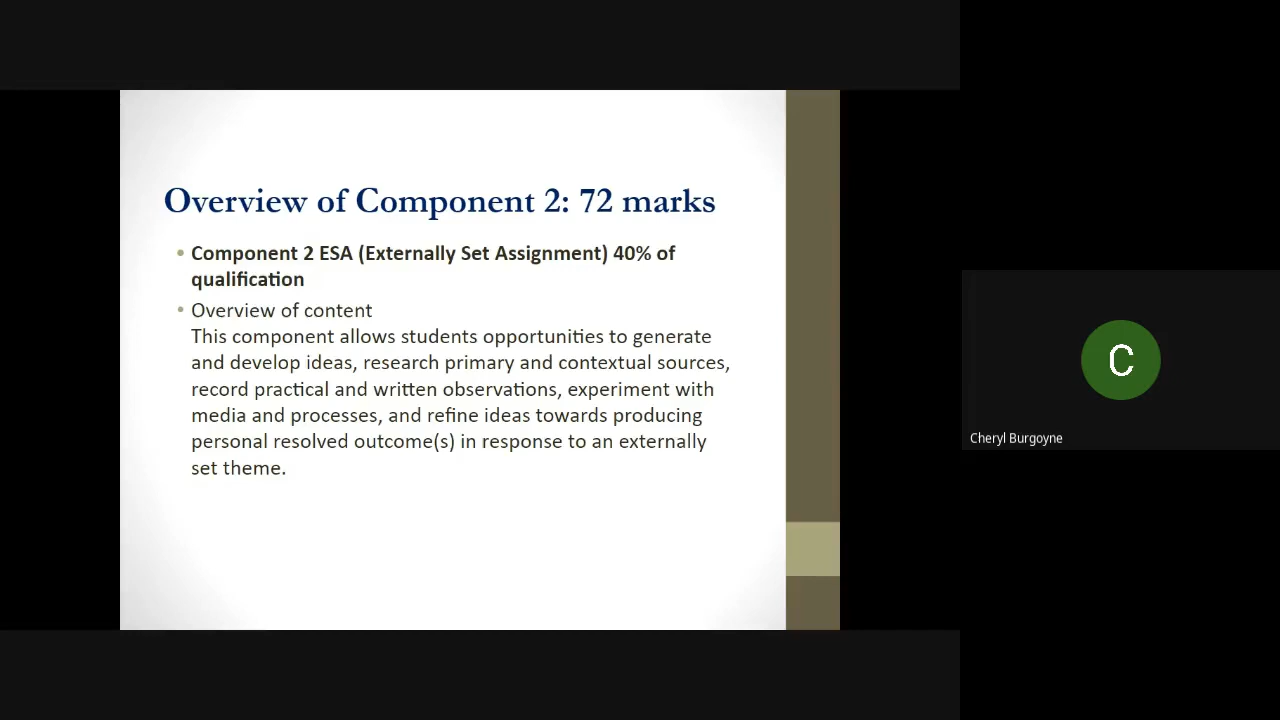 Overview of Component 2: 72 marks
• Component 2 ESA (Externally Set Assignment) 40% of
qualification
• Overview of content
This component allows students opportunities to generate
and develop ideas, research primary and contextual sources,
record practical and written observations, experiment with
media and processes, and refine ideas towards producing
personal resolved outcome(s) in response to an externally
set theme.
C
Cheryl Burgoyne